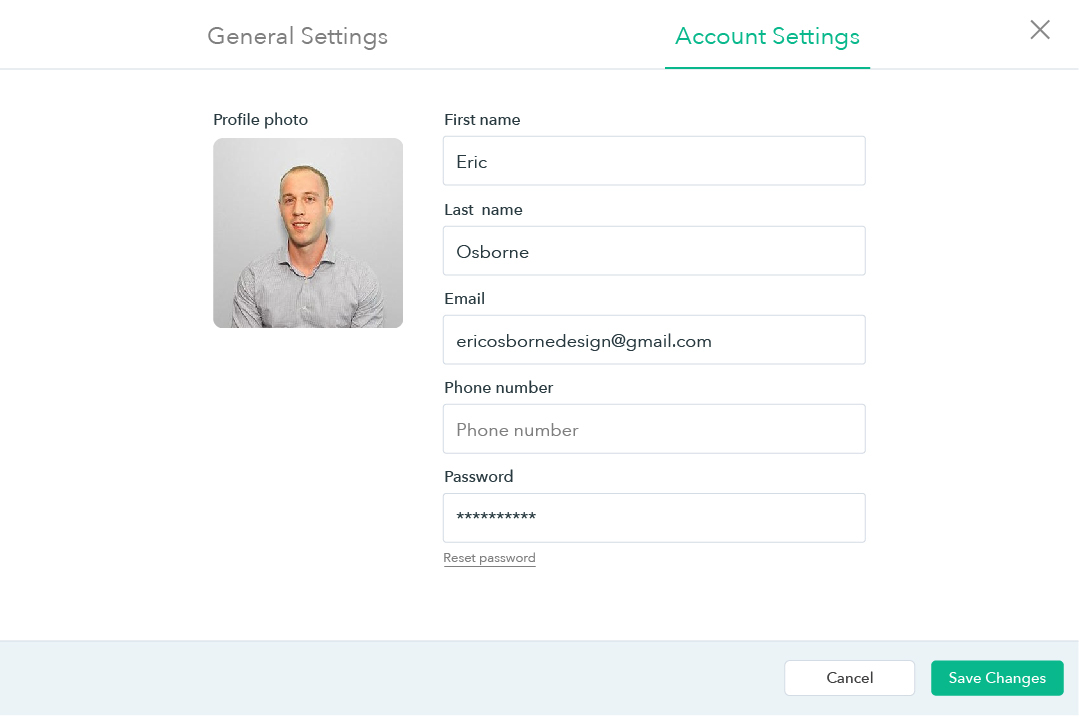 General Settings
Account Settings
Profile photo
First name
Eric
Last name
Osborne
Email
ericosbornedesign@gmail.com
Phone number
Phone number
Password
**********
Reset password
Cancel
Save Changes